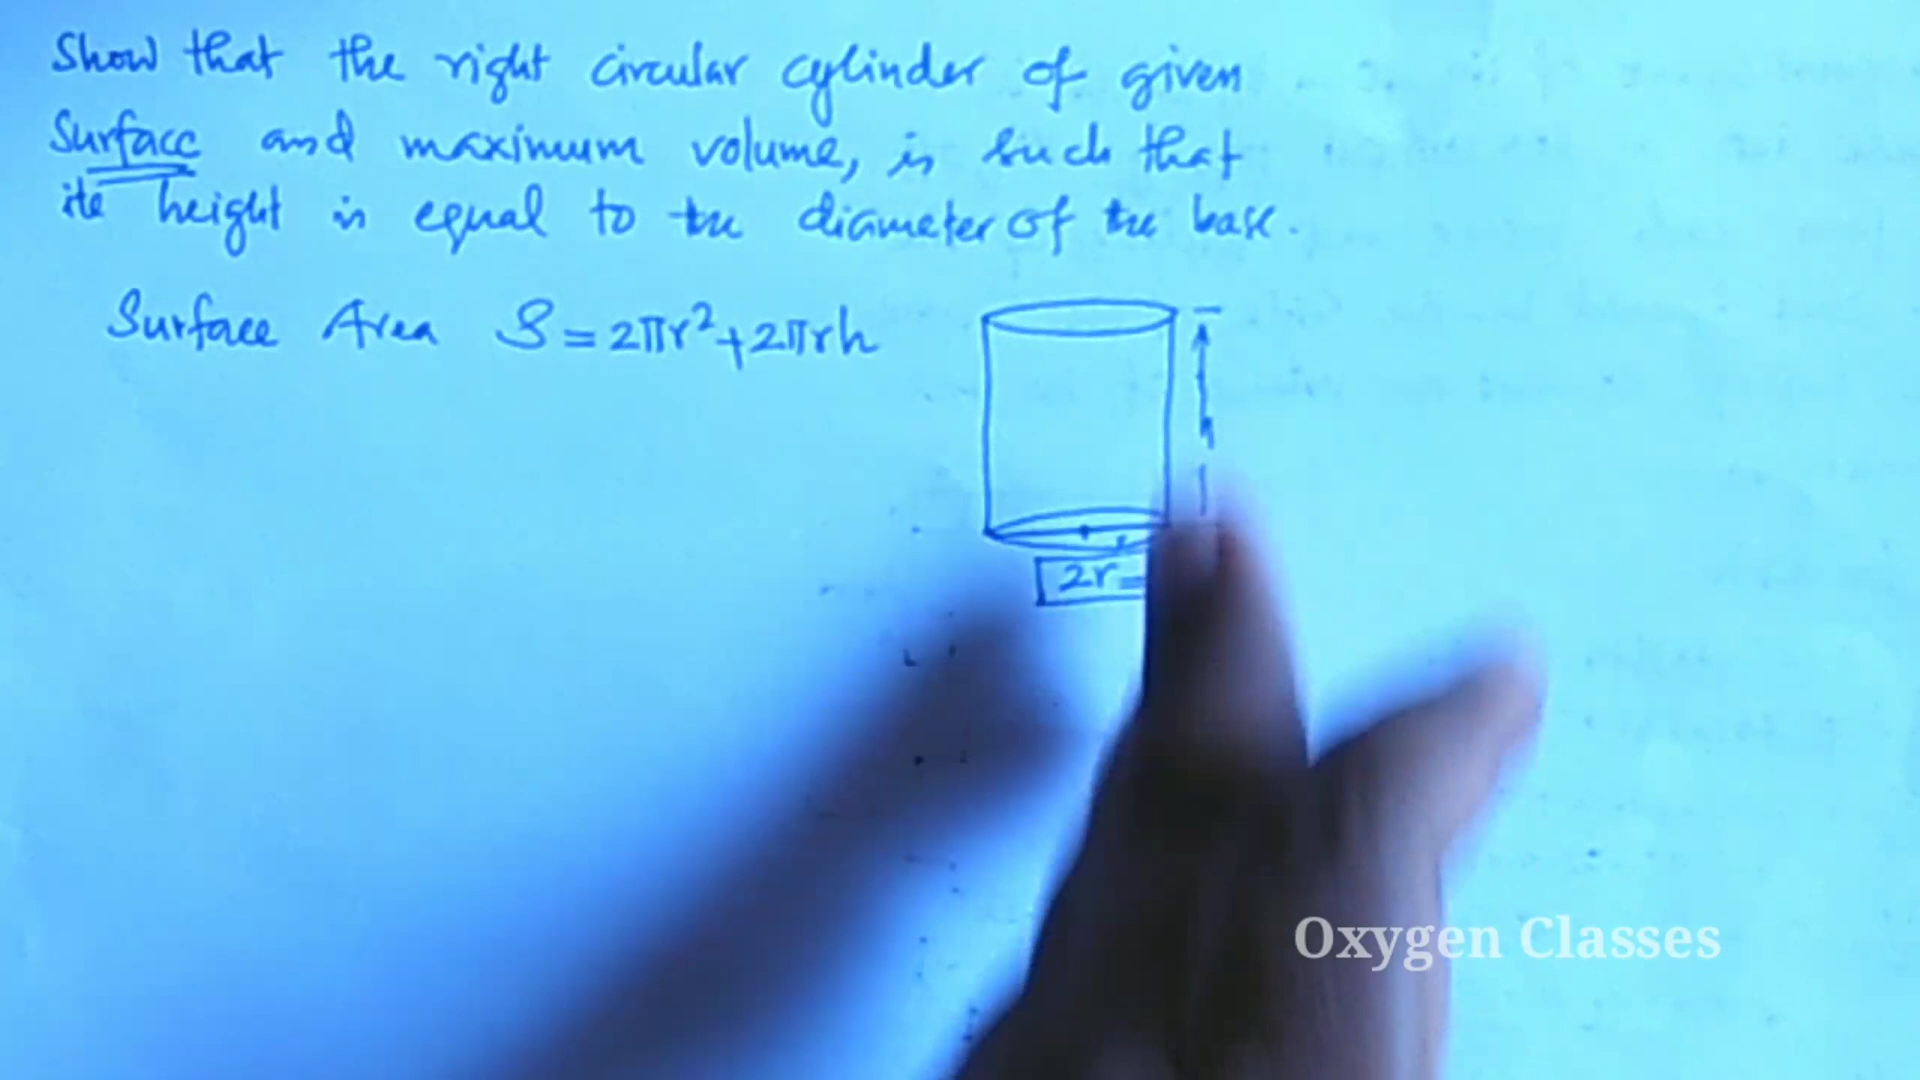 Show that the right circular cylinder of given
Surface and maximum volume, is such that
its height is equal to the diameter of the base.
Surface Area S = 2πr²+2πrh
h
r
2r =
Oxygen Classes